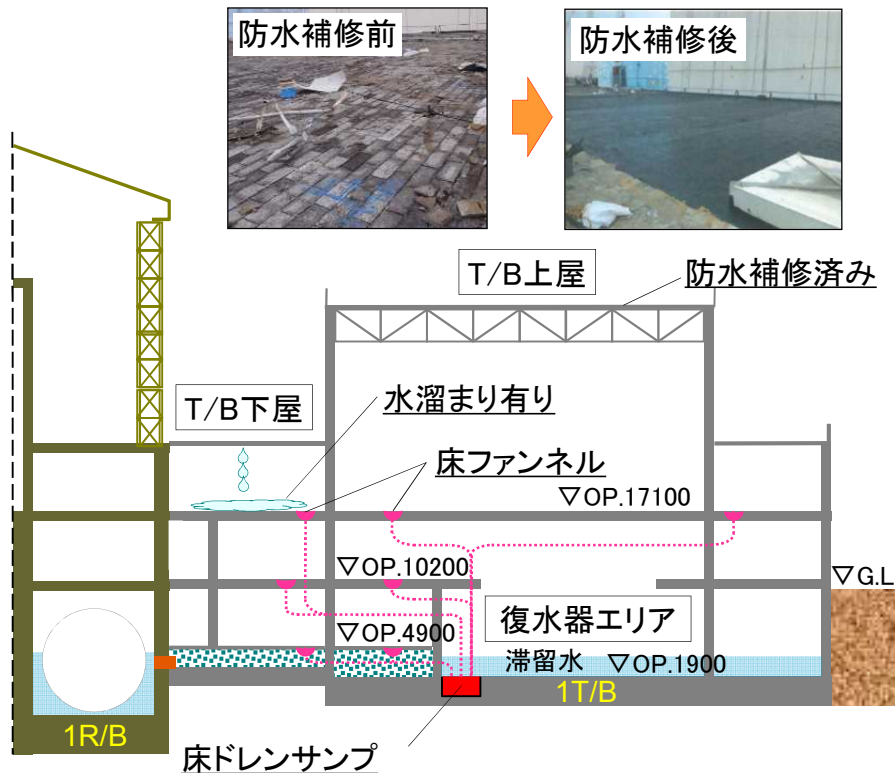 防水補修前
防水補修後
T/B上屋
防水補修済み
T/B下屋
水溜まり有り
床ファンネル
▽OP.17100
▽OP.10200
▽G.L
▽OP.4900
復水器エリア
滞留水
▽OP.1900
1T/B
1R/B
床ドレンサンプ